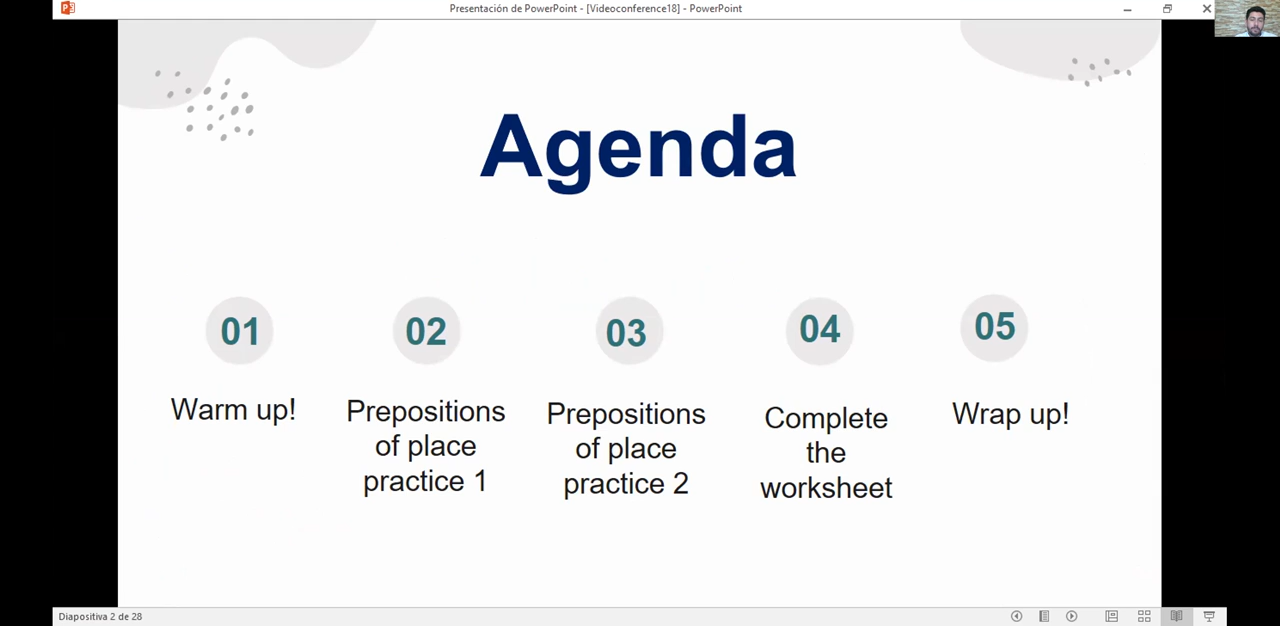 Presentación de PowerPoint - [Videoconference18] - PowerPoint
Agenda
01
Warm up!
02
Prepositions
of place
practice 1
03
Prepositions
of place
practice 2
04
Complete
the
worksheet
05
Wrap up!
Diapositiva 2 de 28